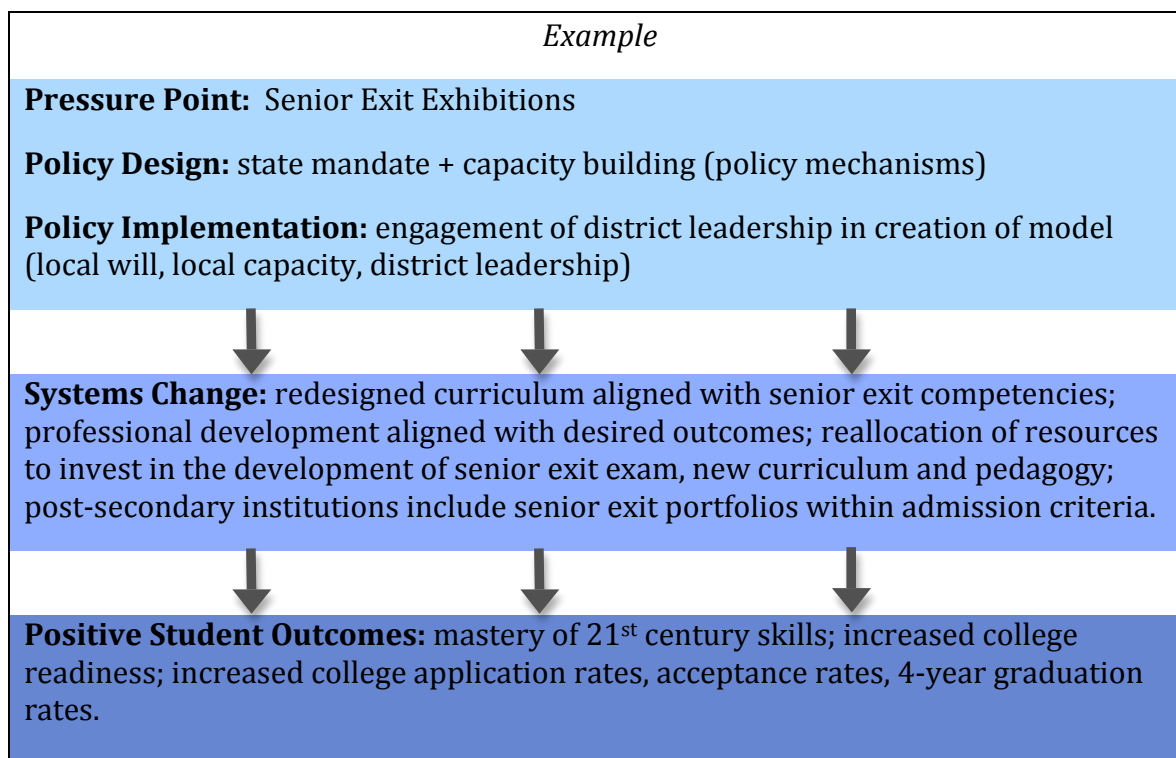 Example
Pressure Point:  Senior Exit Exhibitions
Policy Design: state mandate + capacity building (policy mechanisms)
Policy Implementation: engagement of district leadership in creation of model
(local will, local capacity, district leadership)
Systems Change: redesigned curriculum aligned with senior exit competencies;
professional development aligned with desired outcomes; reallocation of resources
to invest in the development of senior exit exam, new curriculum and pedagogy;
post-secondary institutions include senior exit portfolios within admission criteria.
Positive Student Outcomes: mastery of 21st century skills; increased college
readiness; increased college application rates, acceptance rates, 4-year graduation
rates.